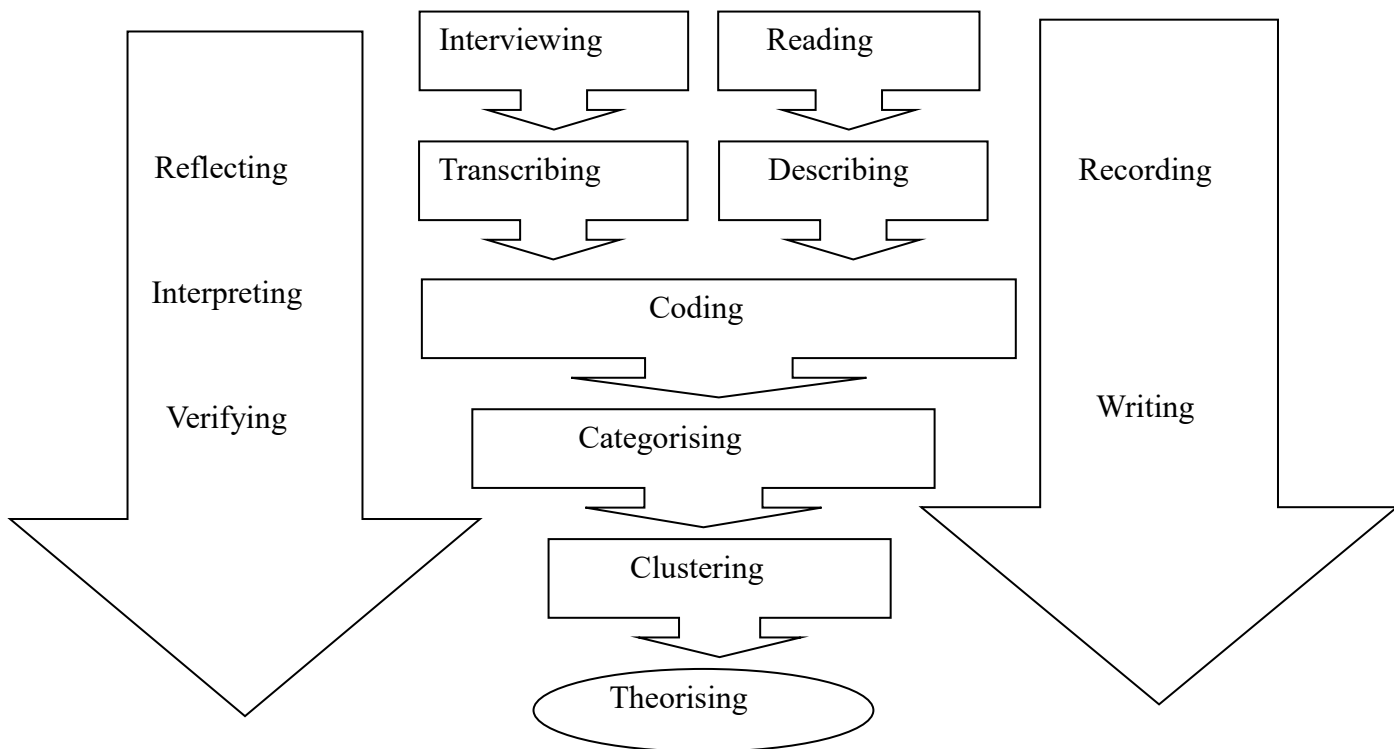 Interviewing
Reading
Reflecting
Transcribing
Describing
Recording
Interpreting
Coding
Verifying
Writing
Categorising
Clustering
Theorising